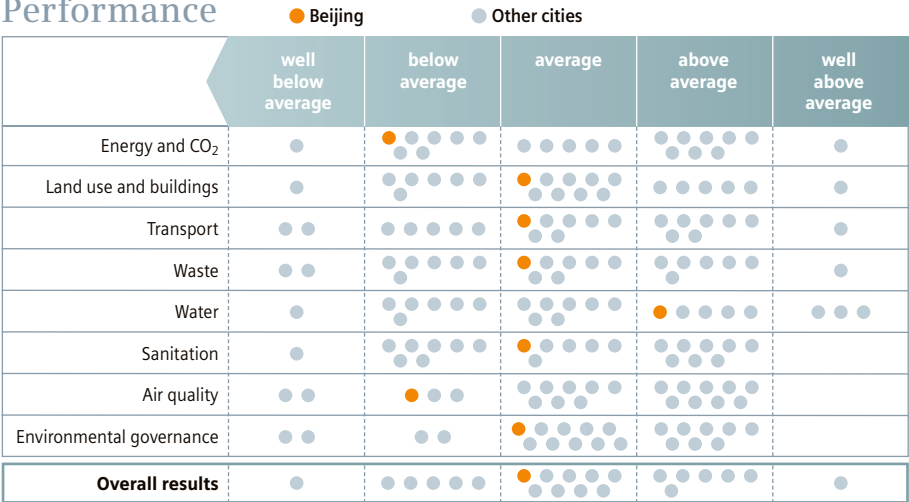 Performance
Beijing
Other cities
well below average
below average
average
above average
well above average
Energy and CO₂
Land use and buildings
Transport
Waste
Water
Sanitation
Air quality
Environmental governance
Overall results